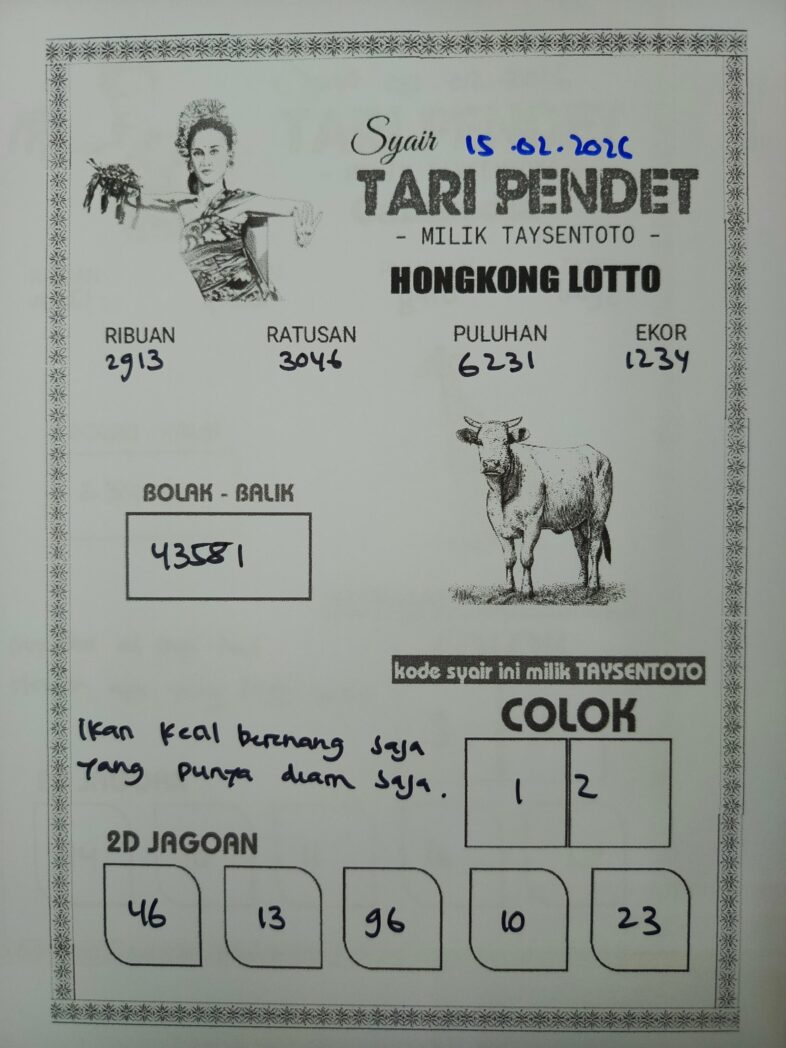 Syair 15.02.2026
TARI PENDET
- MILIK TAYSENTOTO -
HONGKONG LOTTO
RIBUAN RATUSAN PULUHAN EKOR
2913 3046 6231 1234
BOLAK - BALIK
43581
kode syair ini milik TAYSENTOTO
COLOK
1 2
Ikan kecil berenang saja
yang punya diam saja.
2D JAGOAN
46 13 96 10 23